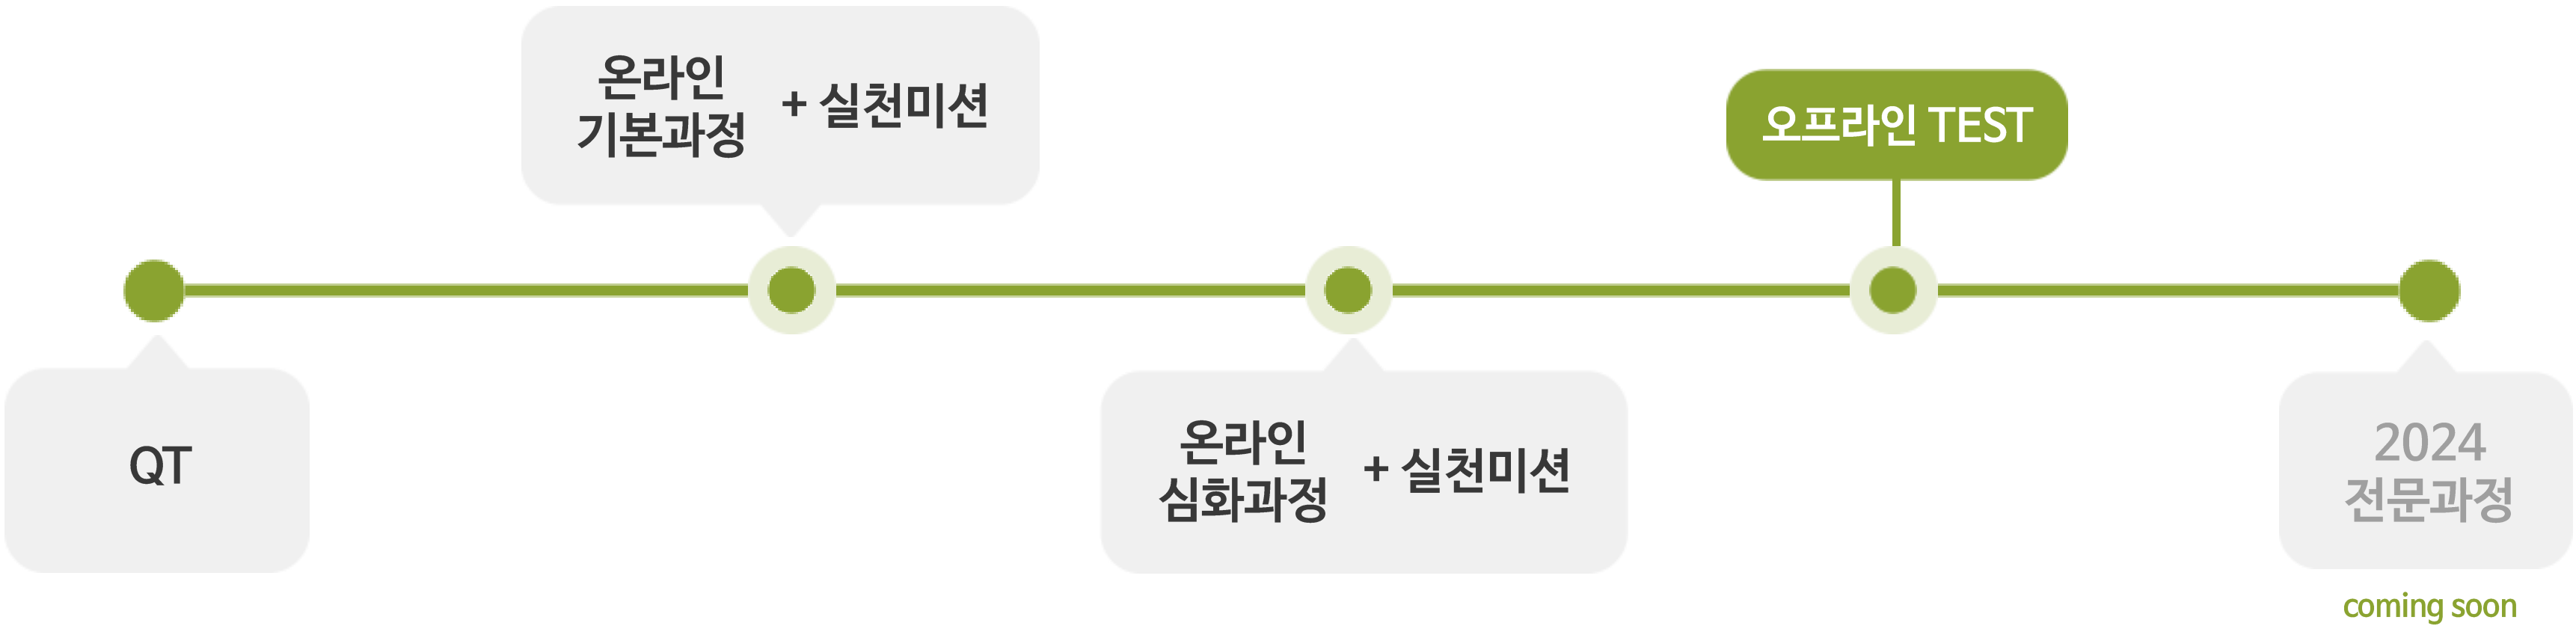 QT
온라인
기본과정
+ 실천미션
온라인
심화과정
+ 실천미션
오프라인 TEST
2024
전문과정
coming soon